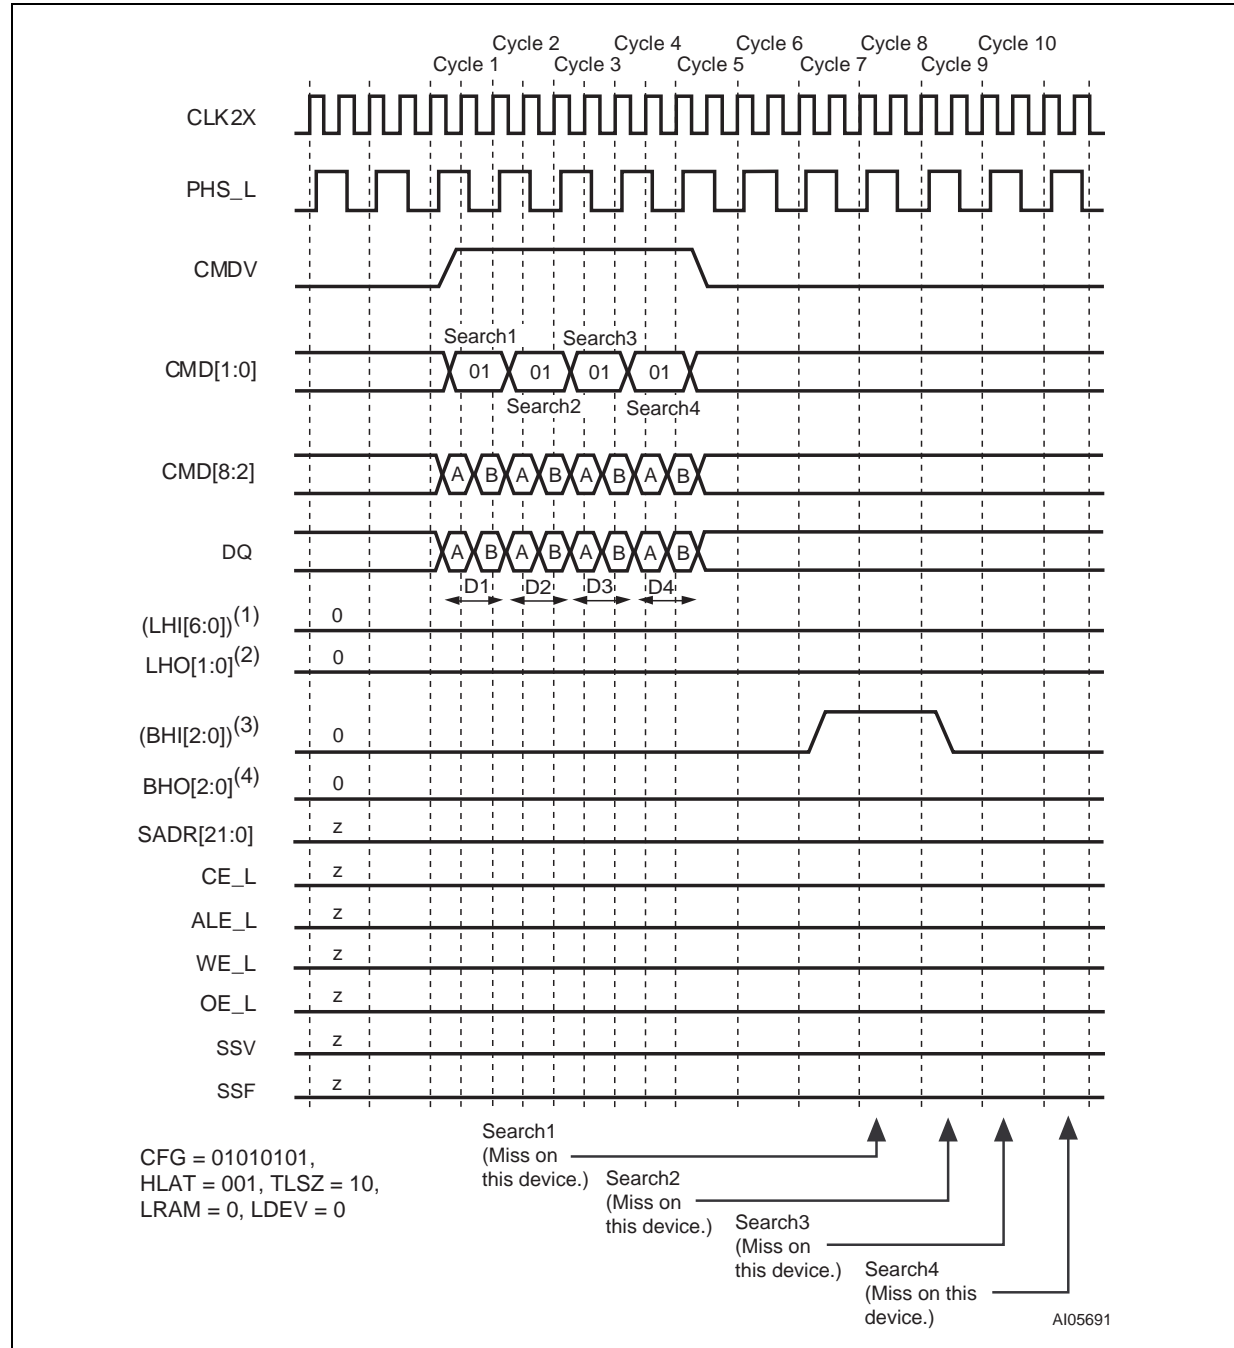 Cycle 2 Cycle 4 Cycle 6 Cycle 8 Cycle 10
Cycle 1 Cycle 3 Cycle 5 Cycle 7 Cycle 9
CLK2X
PHS_L
CMDV
Search1 Search3
CMD[1:0] 01 01 01 01
Search2 Search4
CMD[8:2] A B A B A B A B
DQ A B A B A B A B
D1 D2 D3 D4
(LHI[6:0])(1) 0
LHO[1:0](2) 0
(BHI[2:0])(3) 0
BHO[2:0](4) 0
SADR[21:0] z
CE_L z
ALE_L z
WE_L z
OE_L z
SSV z
SSF z
CFG = 01010101,
HLAT = 001, TLSZ = 10,
LRAM = 0, LDEV = 0
Search1
(Miss on
this device.)
Search2
(Miss on
this device.)
Search3
(Miss on
this device.)
Search4
(Miss on this
device.)
AI05691